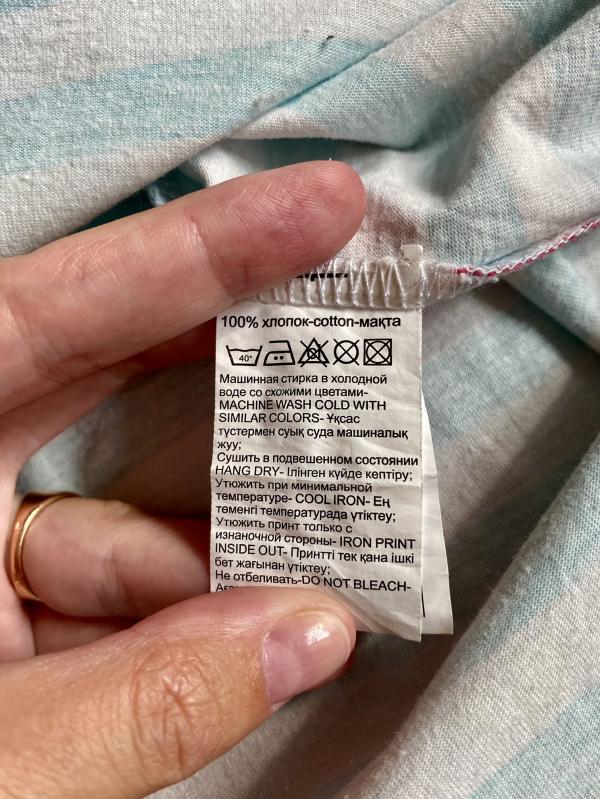 100% хлопок-cotton-мақта
40°
Машинная стирка в холодной
воде со схожими цветами-
MACHINE WASH COLD WITH
SIMILAR COLORS- Ұқсас
түстермен суық суда машиналық
жуу;
Сушить в подвешенном состоянии
HANG DRY- Ілінген күйде кептіру;
Утюжить при минимальной
температуре- COOL IRON- Ең
төменгі температурада үтіктеу;
Утюжить принт только с
изнаночной стороны- IRON PRINT
INSIDE OUT- Принтті тек қана ішкі
бет жағынан үтіктеу;
Не отбеливать-DO NOT BLEACH-